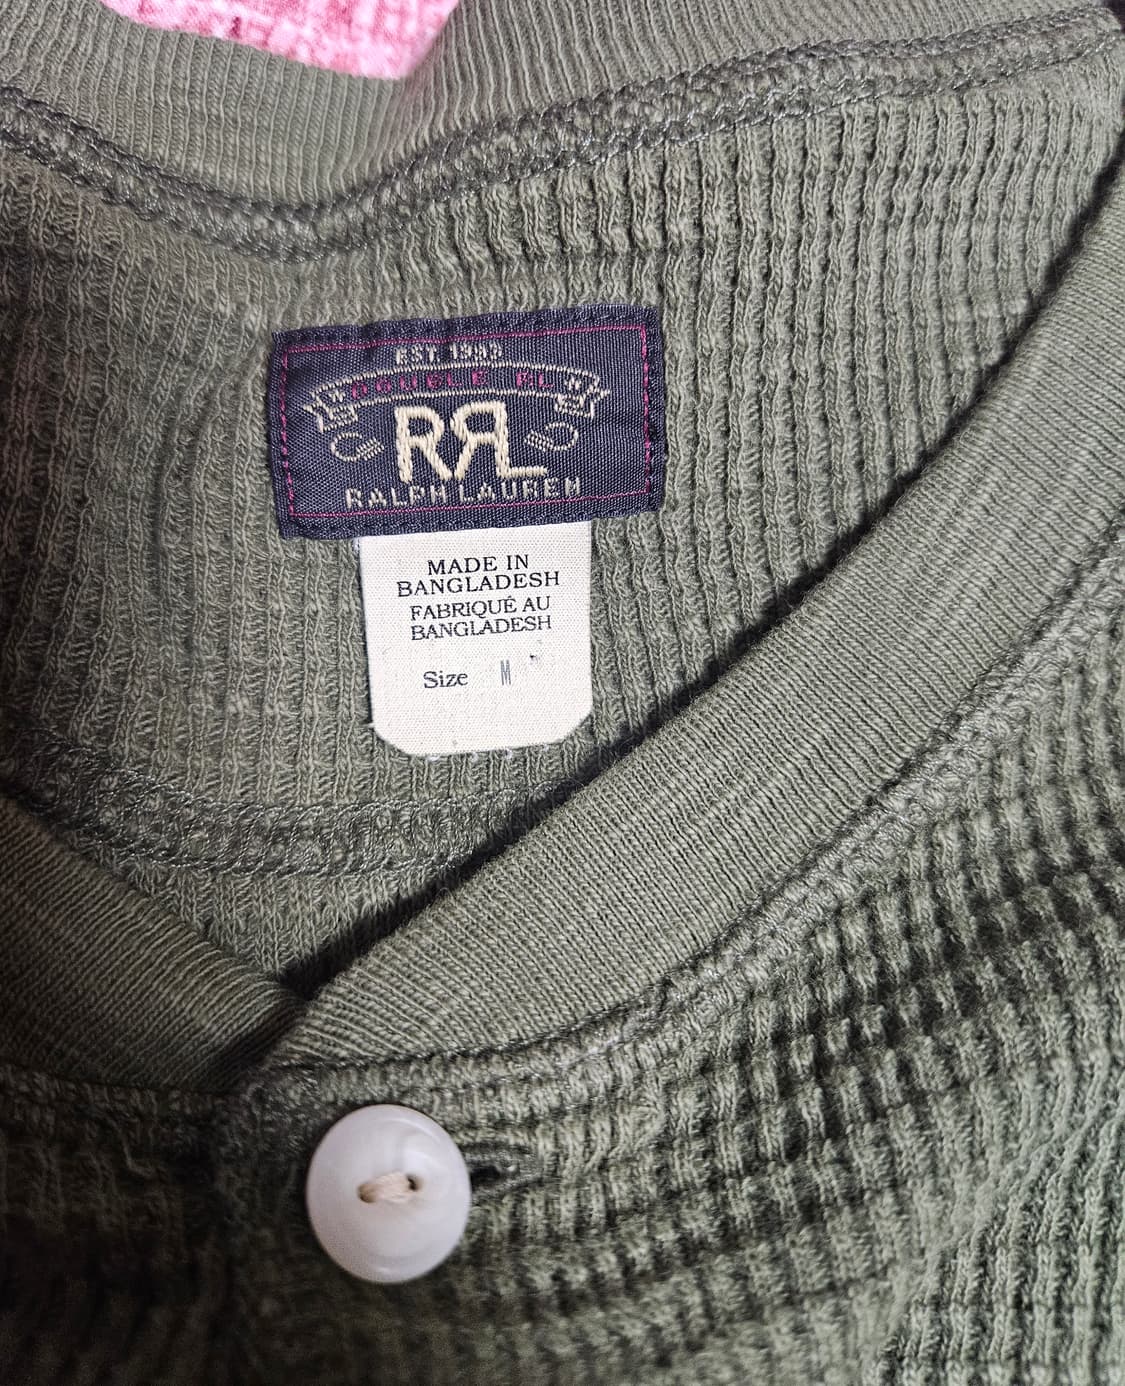 EST. 1993
DOUBLE RL
RRL
RALPH LAUREN
MADE IN
BANGLADESH
FABRIQUÉ AU
BANGLADESH
Size M